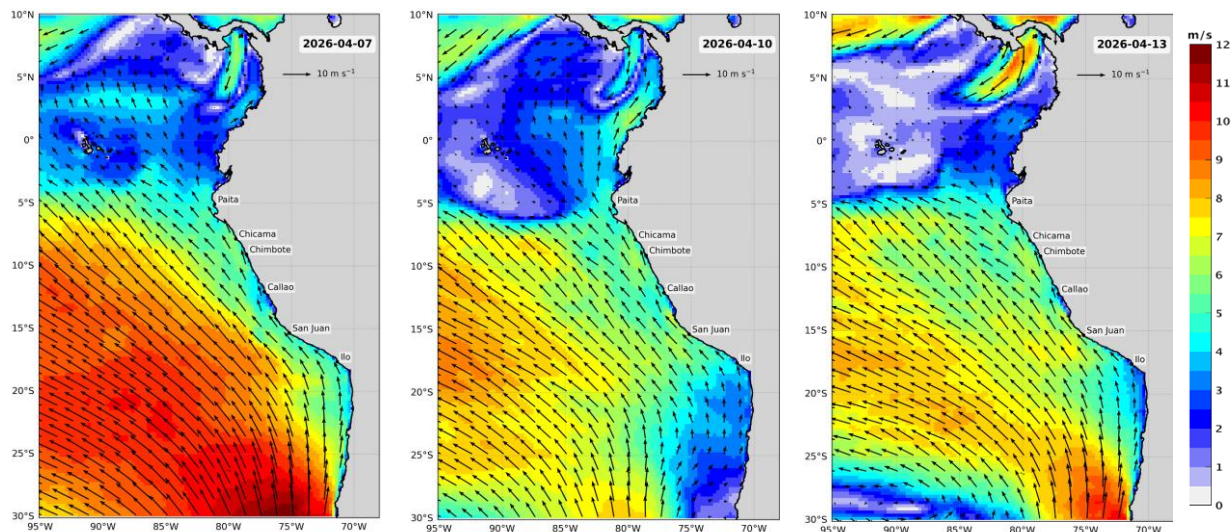 2026-04-07
10 m s⁻¹
10°N
5°N
0°
5°S
10°S
15°S
20°S
25°S
30°S
Paita
Chicama
Chimbote
Callao
San Juan
Ilo
95°W 90°W 85°W 80°W 75°W 70°W
2026-04-10
10 m s⁻¹
10°N
5°N
0°
5°S
10°S
15°S
20°S
25°S
30°S
Paita
Chicama
Chimbote
Callao
San Juan
Ilo
95°W 90°W 85°W 80°W 75°W 70°W
2026-04-13
10 m s⁻¹
10°N
5°N
0°
5°S
10°S
15°S
20°S
25°S
30°S
Paita
Chicama
Chimbote
Callao
San Juan
Ilo
95°W 90°W 85°W 80°W 75°W 70°W
m/s
12
11
10
9
8
7
6
5
4
3
2
1
0